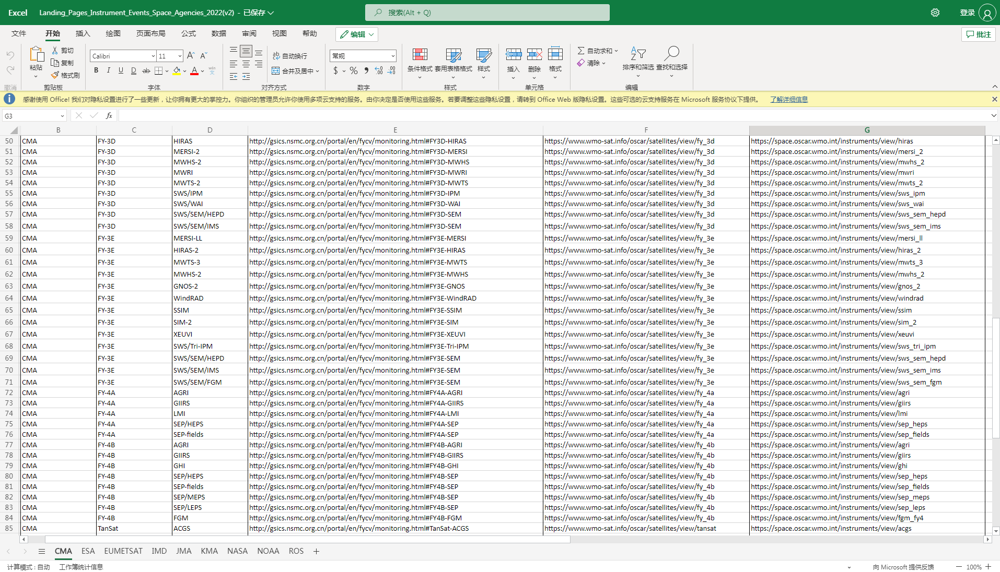 Excel Landing_Pages_Instrument_Events_Space_Agencies_2022(v2) - 已保存 搜索(Alt + Q) 登录
文件 开始 插入 绘图 页面布局 公式 数据 审阅 视图 帮助 编辑 批注
撤消
粘贴 剪切 复制 格式刷 剪贴板
Calibri 11 B I U D ab A wén 文 字体
自动换行 合并及居中 对齐方式
常规 $ % 数字
条件格式 套用表格格式 样式 样式
插入 删除 格式 单元格
自动求和 清除 排序和筛选 查找和选择 编辑
感谢使用 Office! 我们对隐私设置进行了一些更新，让你拥有更大的掌控力。你组织的管理员允许你使用多项云支持的服务。由你决定是否使用这些服务。若要调整这些隐私设置，请转到 Office Web 版隐私设置。这些可选的云支持服务在 Microsoft 服务协议下提供。 了解详细信息
G3 fx
B C D E F G
50 CMA FY-3D HIRAS http://gsics.nsmc.org.cn/portal/en/fycv/monitoring.html#FY3D-HIRAS https://www.wmo-sat.info/oscar/satellites/view/fy_3d https://space.oscar.wmo.int/instruments/view/hiras
51 CMA FY-3D MERSI-2 http://gsics.nsmc.org.cn/portal/en/fycv/monitoring.html#FY3D-MERSI https://www.wmo-sat.info/oscar/satellites/view/fy_3d https://space.oscar.wmo.int/instruments/view/mersi_2
52 CMA FY-3D MWHS-2 http://gsics.nsmc.org.cn/portal/en/fycv/monitoring.html#FY3D-MWHS https://www.wmo-sat.info/oscar/satellites/view/fy_3d https://space.oscar.wmo.int/instruments/view/mwhs_2
53 CMA FY-3D MWRI http://gsics.nsmc.org.cn/portal/en/fycv/monitoring.html#FY3D-MWRI https://www.wmo-sat.info/oscar/satellites/view/fy_3d https://space.oscar.wmo.int/instruments/view/mwri
54 CMA FY-3D MWTS-2 http://gsics.nsmc.org.cn/portal/en/fycv/monitoring.html#FY3D-MWTS https://www.wmo-sat.info/oscar/satellites/view/fy_3d https://space.oscar.wmo.int/instruments/view/mwts_2
55 CMA FY-3D SWS/IPM http://gsics.nsmc.org.cn/portal/en/fycv/monitoring.html#FY3D-IPM https://www.wmo-sat.info/oscar/satellites/view/fy_3d https://space.oscar.wmo.int/instruments/view/sws_ipm
56 CMA FY-3D SWS/WAI http://gsics.nsmc.org.cn/portal/en/fycv/monitoring.html#FY3D-WAI https://www.wmo-sat.info/oscar/satellites/view/fy_3d https://space.oscar.wmo.int/instruments/view/sws_wai
57 CMA FY-3D SWS/SEM/HEPD http://gsics.nsmc.org.cn/portal/en/fycv/monitoring.html#FY3D-SEM https://www.wmo-sat.info/oscar/satellites/view/fy_3d https://space.oscar.wmo.int/instruments/view/sws_sem_hepd
58 CMA FY-3D SWS/SEM/IMS http://gsics.nsmc.org.cn/portal/en/fycv/monitoring.html#FY3D-SEM https://www.wmo-sat.info/oscar/satellites/view/fy_3d https://space.oscar.wmo.int/instruments/view/sws_sem_ims
59 CMA FY-3E MERSI-LL http://gsics.nsmc.org.cn/portal/en/fycv/monitoring.html#FY3E-MERSI https://www.wmo-sat.info/oscar/satellites/view/fy_3e https://space.oscar.wmo.int/instruments/view/mersi_ll
60 CMA FY-3E HIRAS-2 http://gsics.nsmc.org.cn/portal/en/fycv/monitoring.html#FY3E-HIRAS https://www.wmo-sat.info/oscar/satellites/view/fy_3e https://space.oscar.wmo.int/instruments/view/hiras_2
61 CMA FY-3E MWTS-3 http://gsics.nsmc.org.cn/portal/en/fycv/monitoring.html#FY3E-MWTS https://www.wmo-sat.info/oscar/satellites/view/fy_3e https://space.oscar.wmo.int/instruments/view/mwts_3
62 CMA FY-3E MWHS-2 http://gsics.nsmc.org.cn/portal/en/fycv/monitoring.html#FY3E-MWHS https://www.wmo-sat.info/oscar/satellites/view/fy_3e https://space.oscar.wmo.int/instruments/view/mwhs_2
63 CMA FY-3E GNOS-2 http://gsics.nsmc.org.cn/portal/en/fycv/monitoring.html#FY3E-GNOS https://www.wmo-sat.info/oscar/satellites/view/fy_3e https://space.oscar.wmo.int/instruments/view/gnos_2
64 CMA FY-3E WindRAD http://gsics.nsmc.org.cn/portal/en/fycv/monitoring.html#FY3E-WindRAD https://www.wmo-sat.info/oscar/satellites/view/fy_3e https://space.oscar.wmo.int/instruments/view/windrad
65 CMA FY-3E SSIM http://gsics.nsmc.org.cn/portal/en/fycv/monitoring.html#FY3E-SSIM https://www.wmo-sat.info/oscar/satellites/view/fy_3e https://space.oscar.wmo.int/instruments/view/ssim
66 CMA FY-3E SIM-2 http://gsics.nsmc.org.cn/portal/en/fycv/monitoring.html#FY3E-SIM https://www.wmo-sat.info/oscar/satellites/view/fy_3e https://space.oscar.wmo.int/instruments/view/sim_2
67 CMA FY-3E XEUVI http://gsics.nsmc.org.cn/portal/en/fycv/monitoring.html#FY3E-XEUVI https://www.wmo-sat.info/oscar/satellites/view/fy_3e https://space.oscar.wmo.int/instruments/view/xeuvi
68 CMA FY-3E SWS/Tri-IPM http://gsics.nsmc.org.cn/portal/en/fycv/monitoring.html#FY3E-Tri-IPM https://www.wmo-sat.info/oscar/satellites/view/fy_3e https://space.oscar.wmo.int/instruments/view/sws_tri_ipm
69 CMA FY-3E SWS/SEM/HEPD http://gsics.nsmc.org.cn/portal/en/fycv/monitoring.html#FY3E-SEM https://www.wmo-sat.info/oscar/satellites/view/fy_3e https://space.oscar.wmo.int/instruments/view/sws_sem_hepd
70 CMA FY-3E SWS/SEM/IMS http://gsics.nsmc.org.cn/portal/en/fycv/monitoring.html#FY3E-SEM https://www.wmo-sat.info/oscar/satellites/view/fy_3e https://space.oscar.wmo.int/instruments/view/sws_sem_ims
71 CMA FY-3E SWS/SEM/FGM http://gsics.nsmc.org.cn/portal/en/fycv/monitoring.html#FY3E-SEM https://www.wmo-sat.info/oscar/satellites/view/fy_3e https://space.oscar.wmo.int/instruments/view/sws_sem_fgm
72 CMA FY-4A AGRI http://gsics.nsmc.org.cn/portal/en/fycv/monitoring.html#FY4A-AGRI https://www.wmo-sat.info/oscar/satellites/view/fy_4a https://space.oscar.wmo.int/instruments/view/agri
73 CMA FY-4A GIIRS http://gsics.nsmc.org.cn/portal/en/fycv/monitoring.html#FY4A-GIIRS https://www.wmo-sat.info/oscar/satellites/view/fy_4a https://space.oscar.wmo.int/instruments/view/giirs
74 CMA FY-4A LMI http://gsics.nsmc.org.cn/portal/en/fycv/monitoring.html#FY4A-LMI https://www.wmo-sat.info/oscar/satellites/view/fy_4a https://space.oscar.wmo.int/instruments/view/lmi
75 CMA FY-4A SEP/HEPS http://gsics.nsmc.org.cn/portal/en/fycv/monitoring.html#FY4A-SEP https://www.wmo-sat.info/oscar/satellites/view/fy_4a https://space.oscar.wmo.int/instruments/view/sep_heps
76 CMA FY-4A SEP-fields http://gsics.nsmc.org.cn/portal/en/fycv/monitoring.html#FY4A-SEP https://www.wmo-sat.info/oscar/satellites/view/fy_4a https://space.oscar.wmo.int/instruments/view/sep_fields
77 CMA FY-4B AGRI http://gsics.nsmc.org.cn/portal/en/fycv/monitoring.html#FY4B-AGRI https://www.wmo-sat.info/oscar/satellites/view/fy_4b https://space.oscar.wmo.int/instruments/view/agri
78 CMA FY-4B GIIRS http://gsics.nsmc.org.cn/portal/en/fycv/monitoring.html#FY4B-GIIRS https://www.wmo-sat.info/oscar/satellites/view/fy_4b https://space.oscar.wmo.int/instruments/view/giirs
79 CMA FY-4B GHI http://gsics.nsmc.org.cn/portal/en/fycv/monitoring.html#FY4B-GHI https://www.wmo-sat.info/oscar/satellites/view/fy_4b https://space.oscar.wmo.int/instruments/view/ghi
80 CMA FY-4B SEP/HEPS http://gsics.nsmc.org.cn/portal/en/fycv/monitoring.html#FY4B-SEP https://www.wmo-sat.info/oscar/satellites/view/fy_4b https://space.oscar.wmo.int/instruments/view/sep_heps
81 CMA FY-4B SEP-fields http://gsics.nsmc.org.cn/portal/en/fycv/monitoring.html#FY4B-SEP https://www.wmo-sat.info/oscar/satellites/view/fy_4b https://space.oscar.wmo.int/instruments/view/sep_fields
82 CMA FY-4B SEP/MEPS http://gsics.nsmc.org.cn/portal/en/fycv/monitoring.html#FY4B-SEP https://www.wmo-sat.info/oscar/satellites/view/fy_4b https://space.oscar.wmo.int/instruments/view/sep_meps
83 CMA FY-4B SEP/LEPS http://gsics.nsmc.org.cn/portal/en/fycv/monitoring.html#FY4B-SEP https://www.wmo-sat.info/oscar/satellites/view/fy_4b https://space.oscar.wmo.int/instruments/view/sep_leps
84 CMA FY-4B FGM http://gsics.nsmc.org.cn/portal/en/fycv/monitoring.html#FY4B-FGM https://www.wmo-sat.info/oscar/satellites/view/fy_4b https://space.oscar.wmo.int/instruments/view/fgm_fy4
85 CMA TanSat ACGS http://gsics.nsmc.org.cn/portal/en/fycv/monitoring.html#TanSat-ACGS https://www.wmo-sat.info/oscar/satellites/view/tansat https://space.oscar.wmo.int/instruments/view/acgs
CMA ESA EUMETSAT IMD JMA KMA NASA NOAA ROS
计算模式 : 自动 工作簿统计信息 向 Microsoft 提供反馈 100%